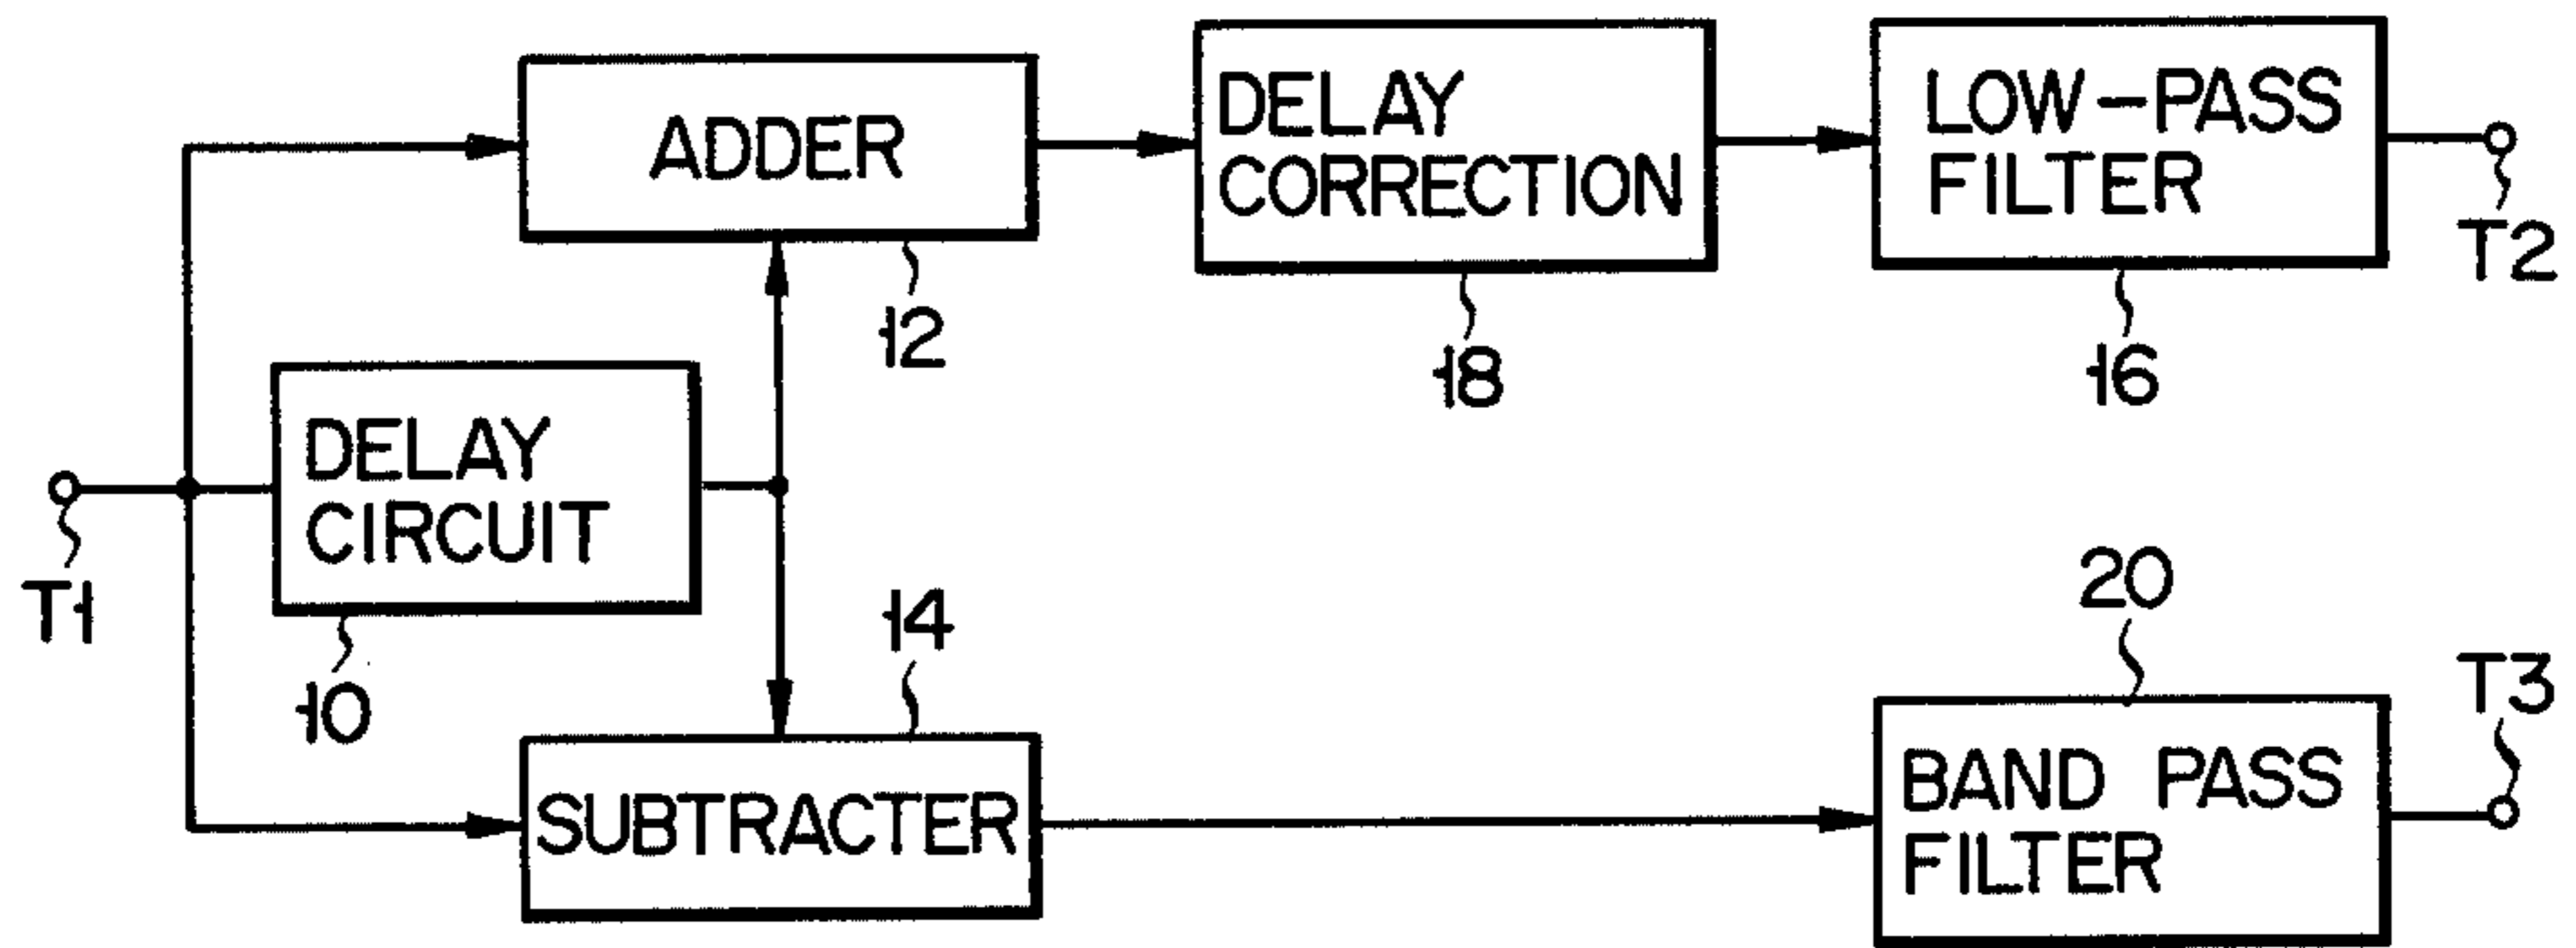 ADDER
12
DELAY
CORRECTION
18
LOW-PASS
FILTER
16
T2
T1
DELAY
CIRCUIT
10
14
SUBTRACTER
20
BAND PASS
FILTER
T3